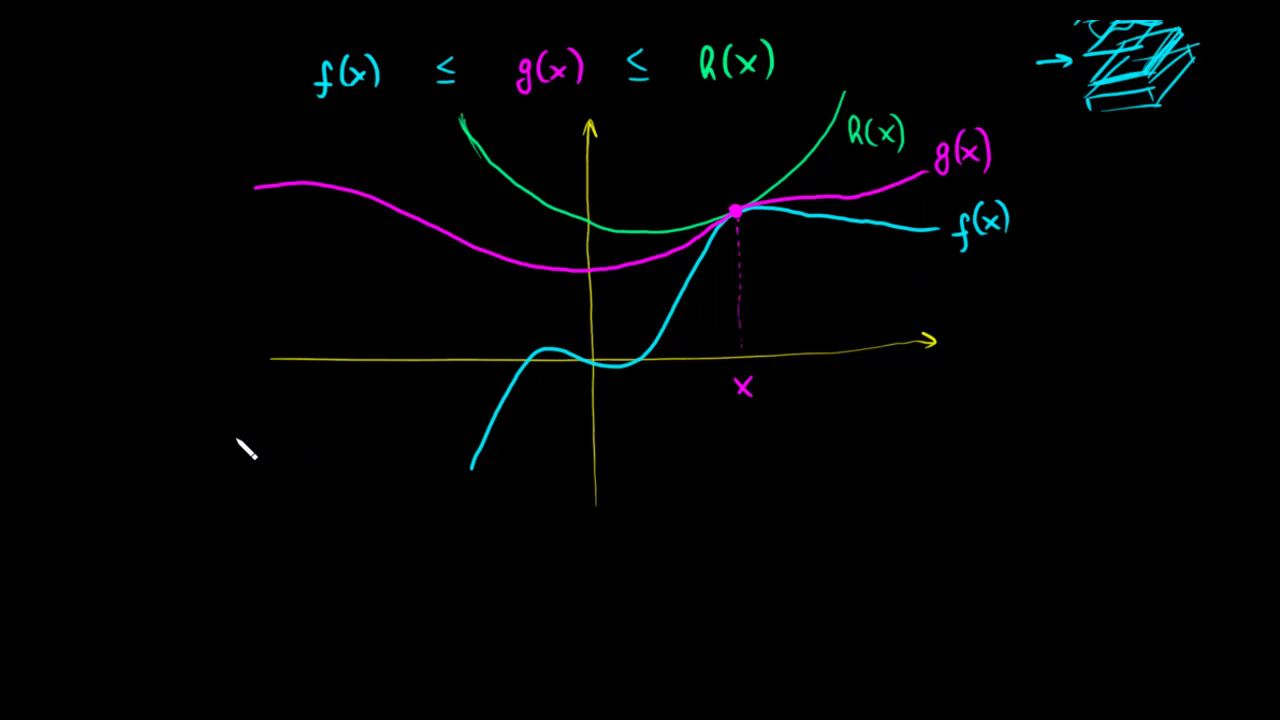 f(x) ≤ g(x) ≤ h(x)
h(x)
g(x)
f(x)
x